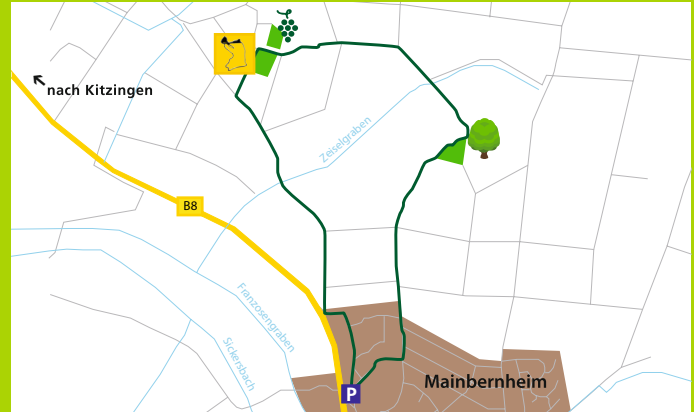 nach Kitzingen
Zeiselgraben
B8
Franzosengraben
Sickersbach
Mainbernheim
P